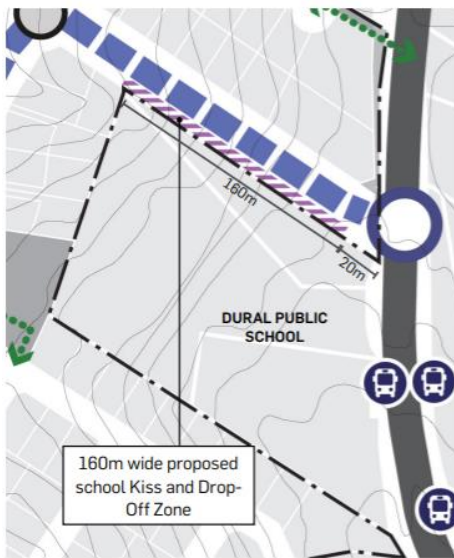 160m
20m
DURAL PUBLIC
SCHOOL
160m wide proposed
school Kiss and Drop-
Off Zone